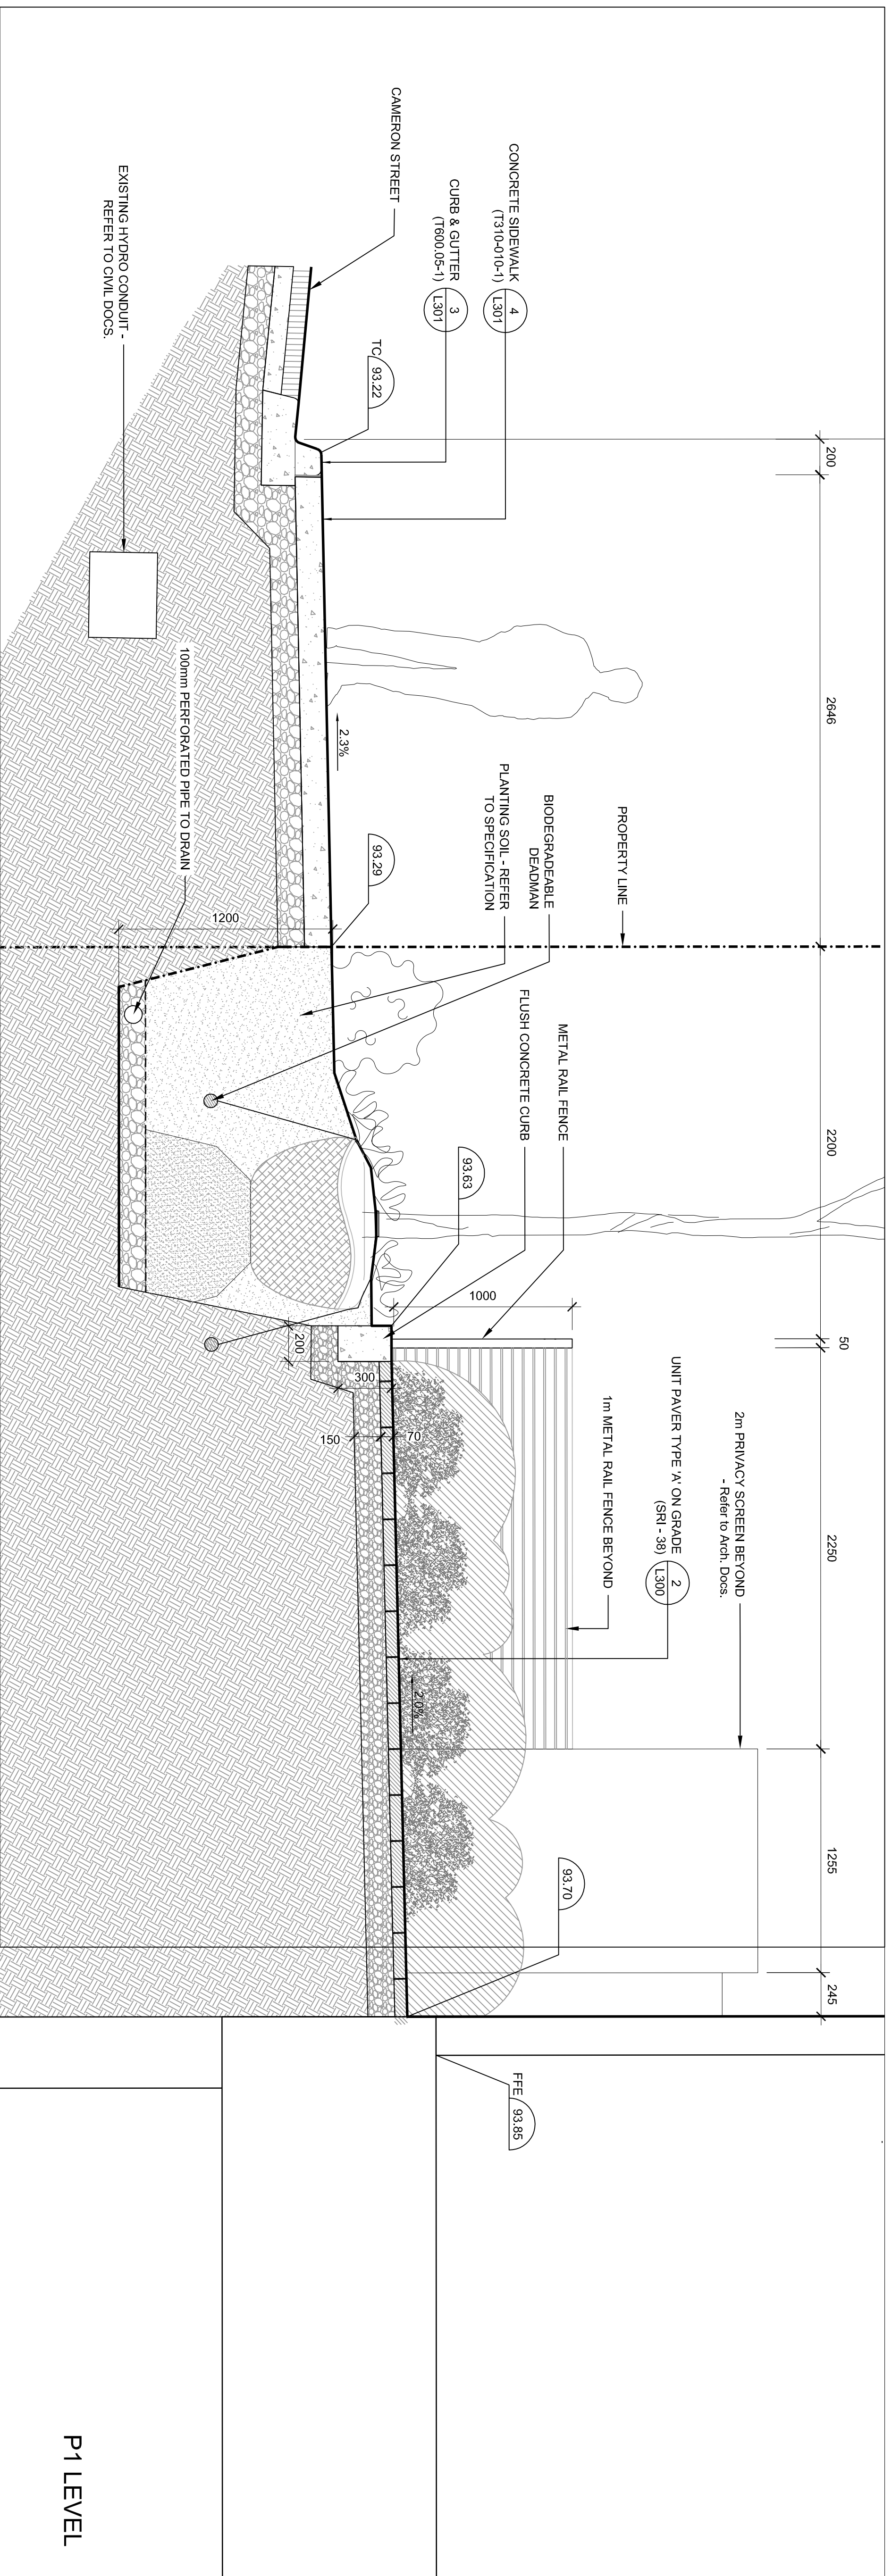 200
2646
2200
50
2250
1255
245
2m PRIVACY SCREEN BEYOND
- Refer to Arch. Docs.
UNIT PAVER TYPE 'A' ON GRADE
(SRI - 38)
2
L300
1m METAL RAIL FENCE BEYOND
PROPERTY LINE
METAL RAIL FENCE
FLUSH CONCRETE CURB
BIODEGRADEABLE
DEADMAN
PLANTING SOIL - REFER
TO SPECIFICATION
CONCRETE SIDEWALK
(T310-010-1)
4
L301
CURB & GUTTER
(T600.05-1)
3
L301
CAMERON STREET
TC
93.22
93.29
93.63
93.70
FFE
93.85
1000
2.3%
2.0%
1200
200
300
150
70
100mm PERFORATED PIPE TO DRAIN
EXISTING HYDRO CONDUIT -
REFER TO CIVIL DOCS.
P1 LEVEL